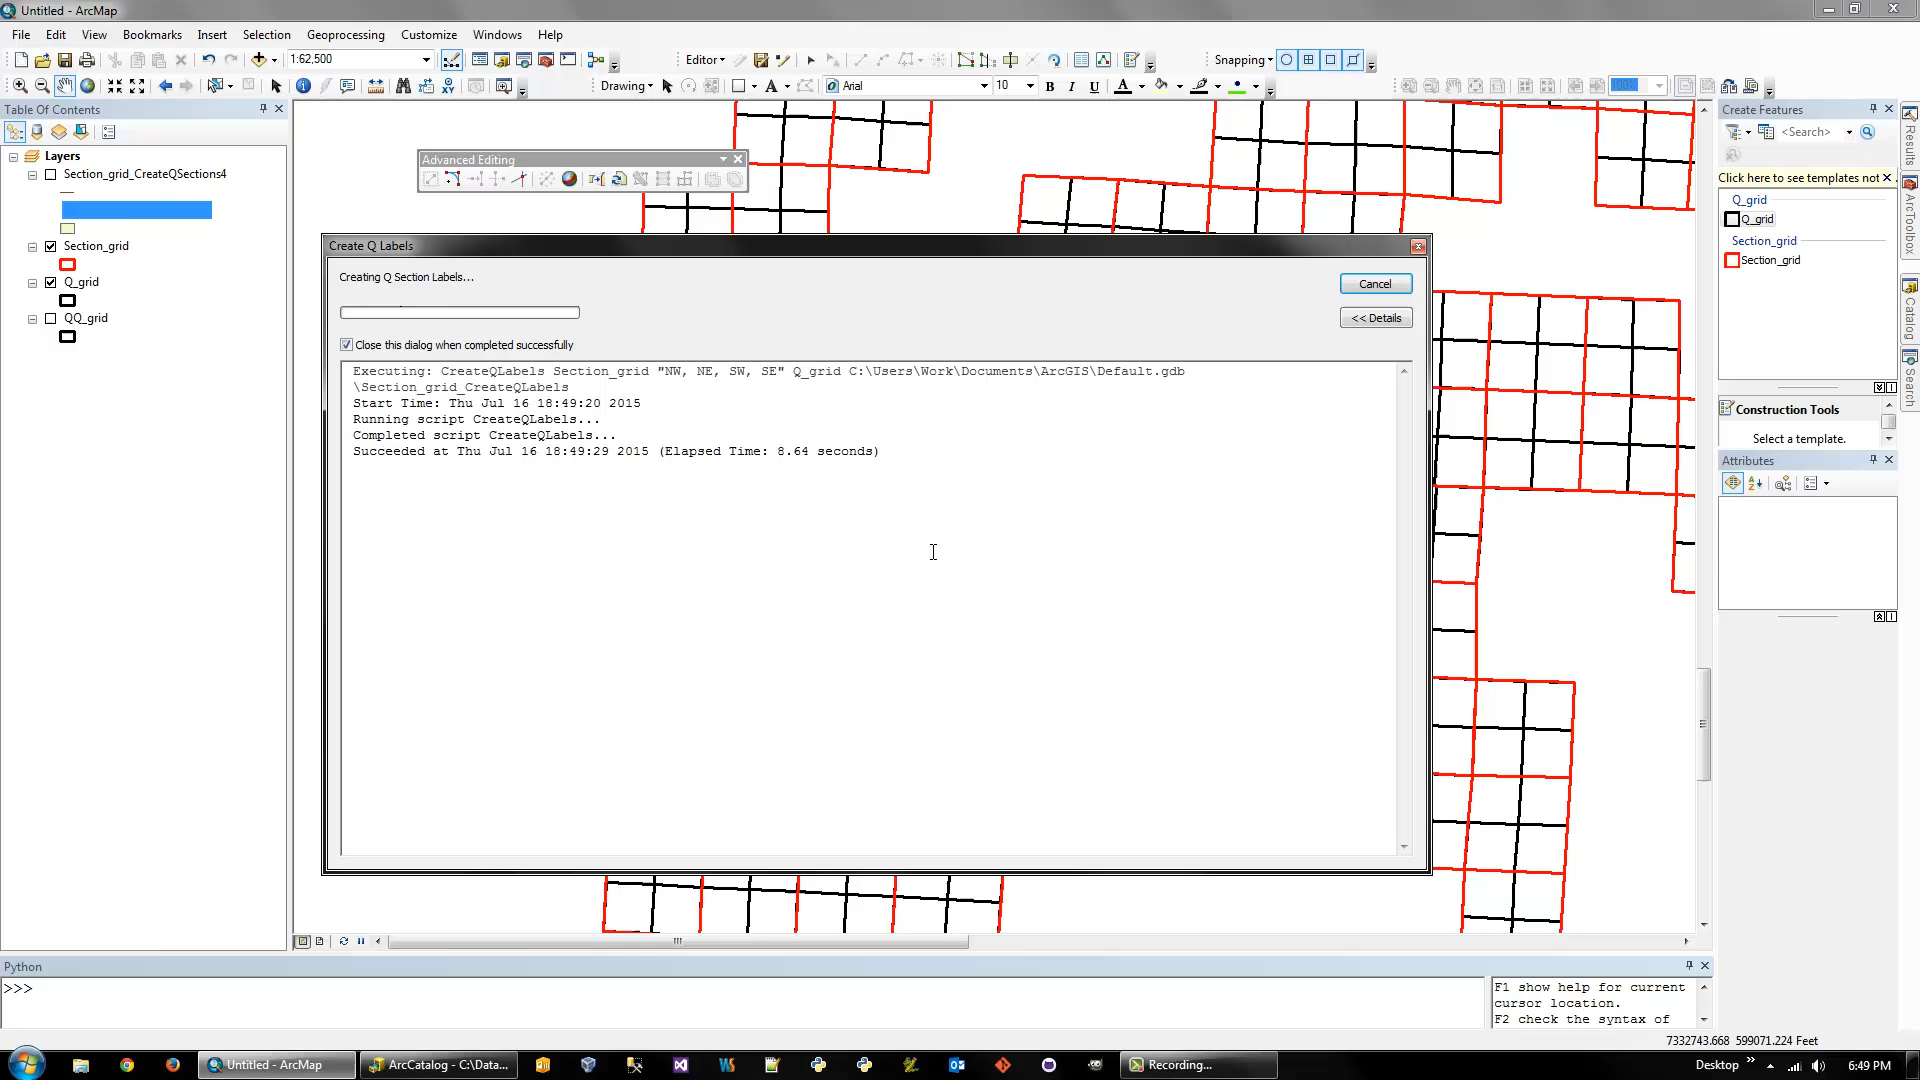 Untitled - ArcMap
File Edit View Bookmarks Insert Selection Geoprocessing Customize Windows Help
1:62,500
Editor
Snapping
Drawing
Arial
10
B I U A
100%
Table Of Contents
Layers
Section_grid_CreateQSections4
Section_grid
Q_grid
QQ_grid
Advanced Editing
Create Q Labels
Creating Q Section Labels...
Cancel
<< Details
Close this dialog when completed successfully
Executing: CreateQLabels Section_grid "NW, NE, SW, SE" Q_grid C:\Users\Work\Documents\ArcGIS\Default.gdb
\Section_grid_CreateQLabels
Start Time: Thu Jul 16 18:49:20 2015
Running script CreateQLabels...
Completed script CreateQLabels...
Succeeded at Thu Jul 16 18:49:29 2015 (Elapsed Time: 8.64 seconds)
Create Features
<Search>
Click here to see templates not
Q_grid
Q_grid
Section_grid
Section_grid
Construction Tools
Select a template.
Attributes
Results
ArcToolbox
Catalog
Search
Python
>>>
F1 show help for current
cursor location.
F2 check the syntax of
7332743.668 599071.224 Feet
Untitled - ArcMap
ArcCatalog - C:\Data...
Recording...
Desktop
6:49 PM